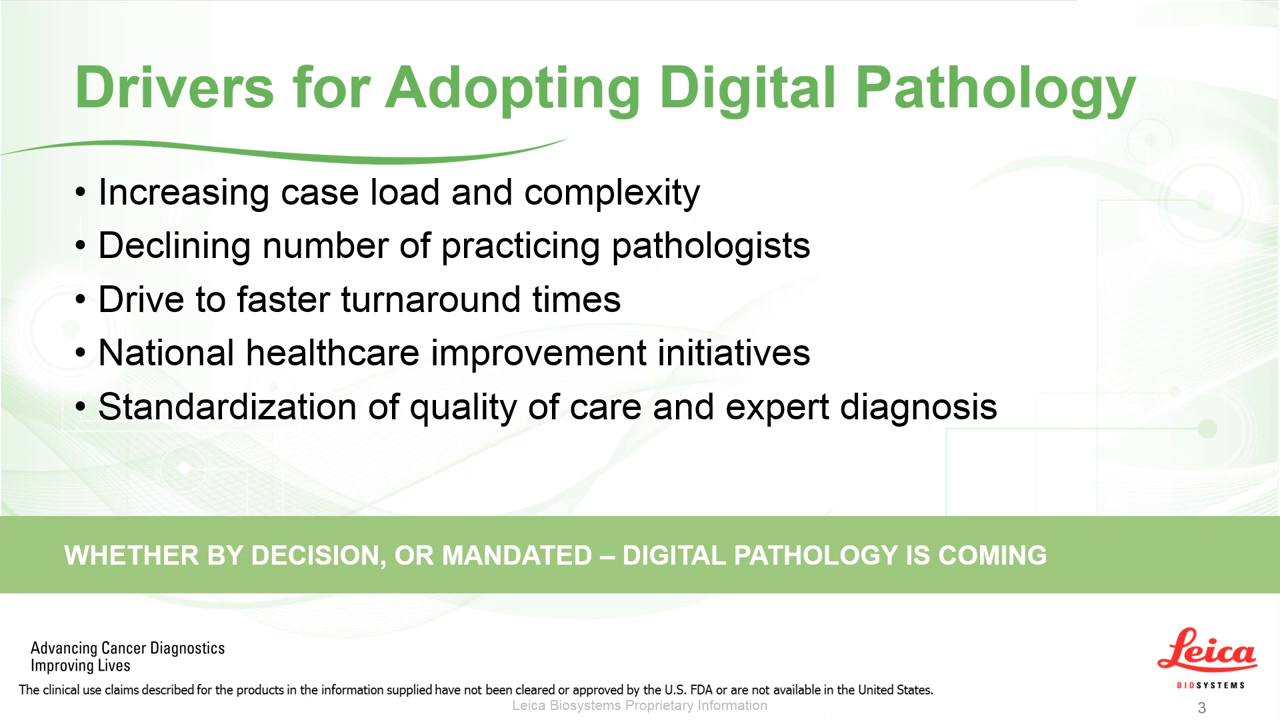 Drivers for Adopting Digital Pathology
• Increasing case load and complexity
• Declining number of practicing pathologists
• Drive to faster turnaround times
• National healthcare improvement initiatives
• Standardization of quality of care and expert diagnosis
WHETHER BY DECISION, OR MANDATED – DIGITAL PATHOLOGY IS COMING
Advancing Cancer Diagnostics
Improving Lives
Leica
BIOSYSTEMS
The clinical use claims described for the products in the information supplied have not been cleared or approved by the U.S. FDA or are not available in the United States.
Leica Biosystems Proprietary Information
3